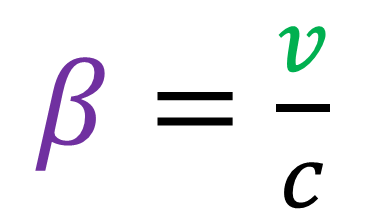 β = v/c